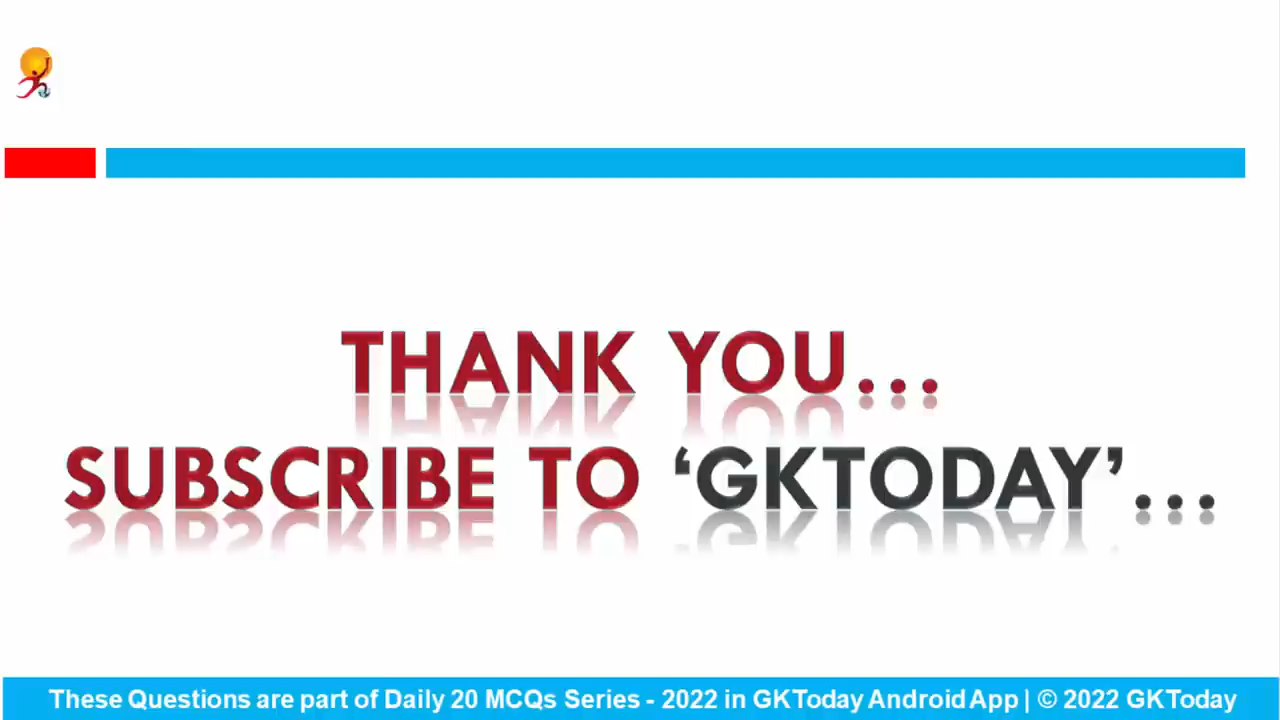 THANK YOU...
SUBSCRIBE TO ‘GKTODAY’...
These Questions are part of Daily 20 MCQs Series - 2022 in GKToday Android App | © 2022 GKToday